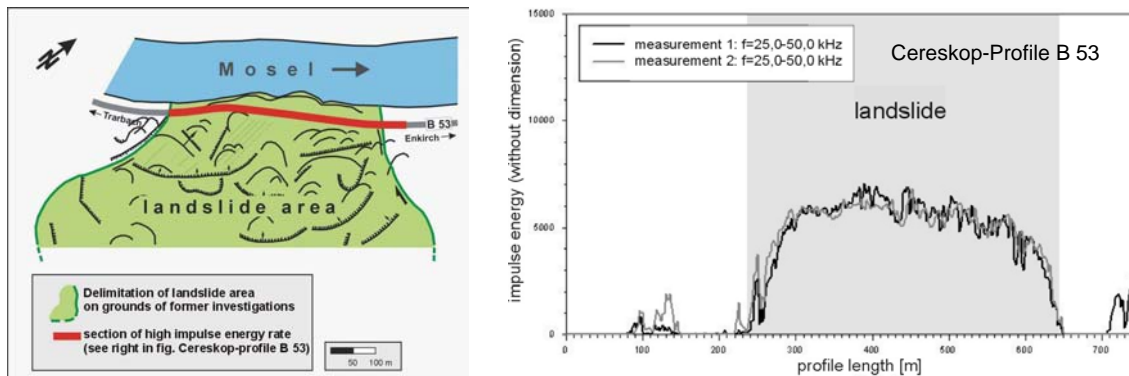 Mosel
Trarbach
B 53
Enkirch
landslide area
Delimitation of landslide area
on grounds of former investigations
section of high impulse energy rate
(see right in fig. Cereskop-profile B 53)
50 100 m
15000
10000
5000
0
impulse energy (without dimension)
measurement 1: f=25,0-50,0 kHz
measurement 2: f=25,0-50,0 kHz
Cereskop-Profile B 53
landslide
0 100 200 300 400 500 600 700
profile length [m]